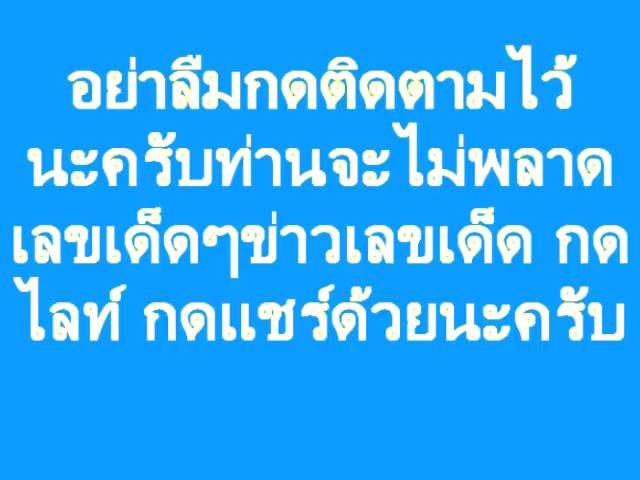 อย่าลืมกดติดตามไว้
นะครับท่านจะไม่พลาด
เลขเด็ดๆข่าวเลขเด็ด กด
ไลท์ กดแชร์ด้วยนะครับ